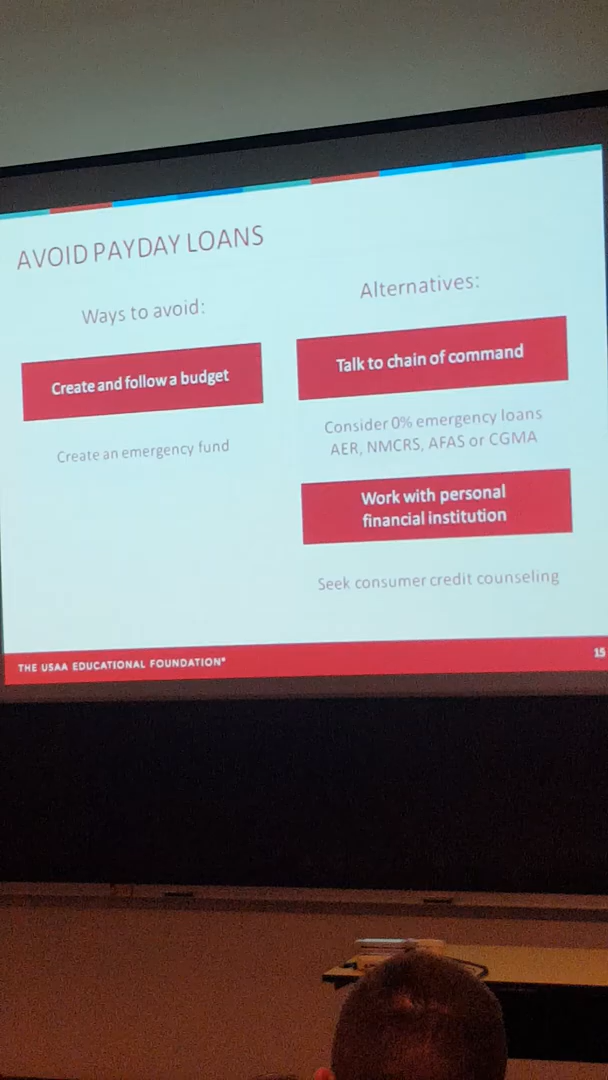 AVOID PAYDAY LOANS
Ways to avoid:
Create and follow a budget
Create an emergency fund
Alternatives:
Talk to chain of command
Consider 0% emergency loans
AER, NMCRS, AFAS or CGMA
Work with personal
financial institution
Seek consumer credit counseling
THE USAA EDUCATIONAL FOUNDATION®
15